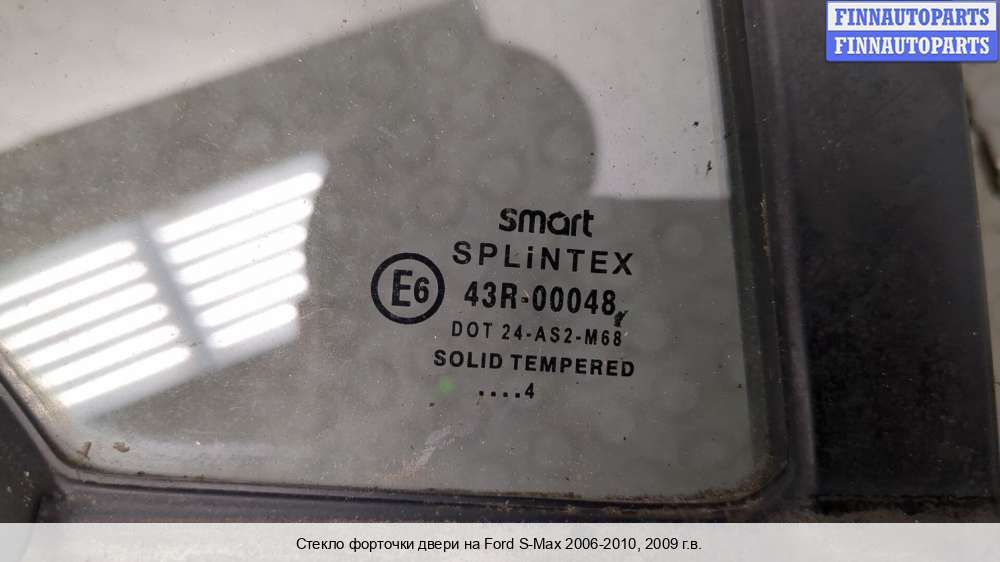 FINNAUTOPARTS
FINNAUTOPARTS
smart
SPLiNTEX
E6 43R-00048
DOT 24-AS2-M68
SOLID TEMPERED
....4
Стекло форточки двери на Ford S-Max 2006-2010, 2009 г.в.